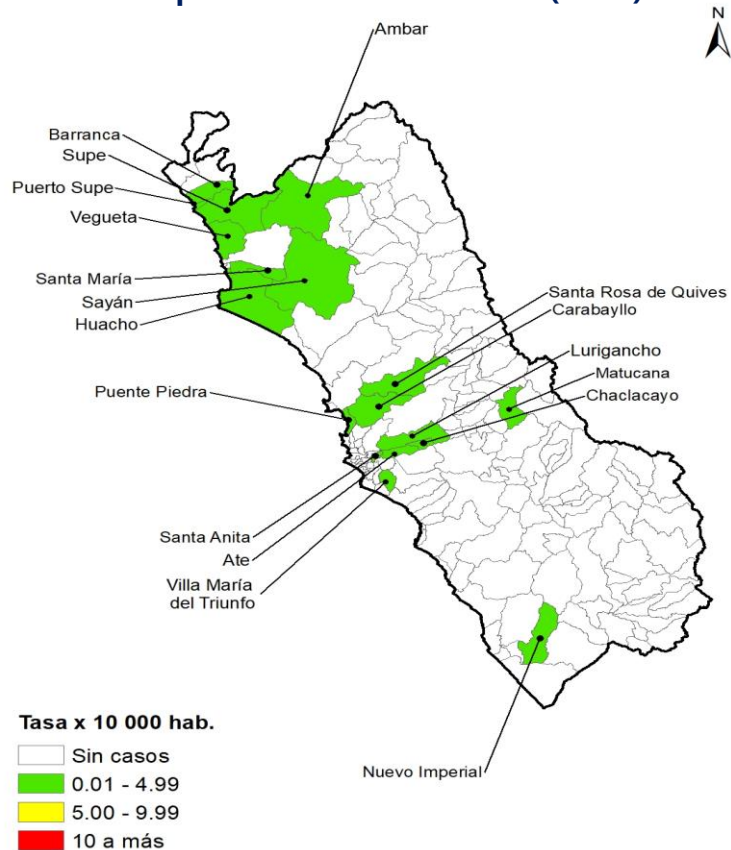 N
Ambar
Barranca
Supe
Puerto Supe
Vegueta
Santa María
Sayán
Huacho
Santa Rosa de Quives
Carabayllo
Lurigancho
Matucana
Chaclacayo
Puente Piedra
Santa Anita
Ate
Villa María
del Triunfo
Nuevo Imperial
Tasa x 10 000 hab.
Sin casos
0.01 - 4.99
5.00 - 9.99
10 a más